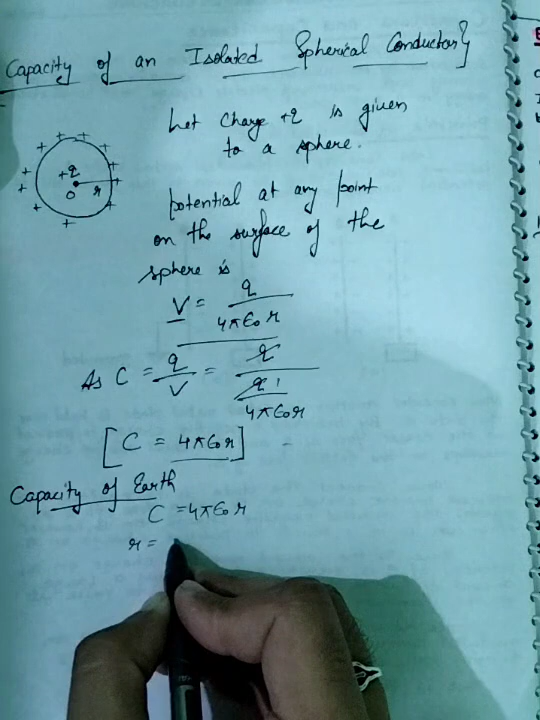 Capacity of an Isolated Spherical Conductor}
Let charge +q is given
to a sphere.
+ + +
+ +
+ +q +
+ O r +
+ +
+
potential at any point
on the surface of the
sphere is
V = q
4πϵ₀r
As C = q/V = q / (q / 4πϵ₀r)
[C = 4πϵ₀r]
Capacity of Earth
C = 4πϵ₀r
r =